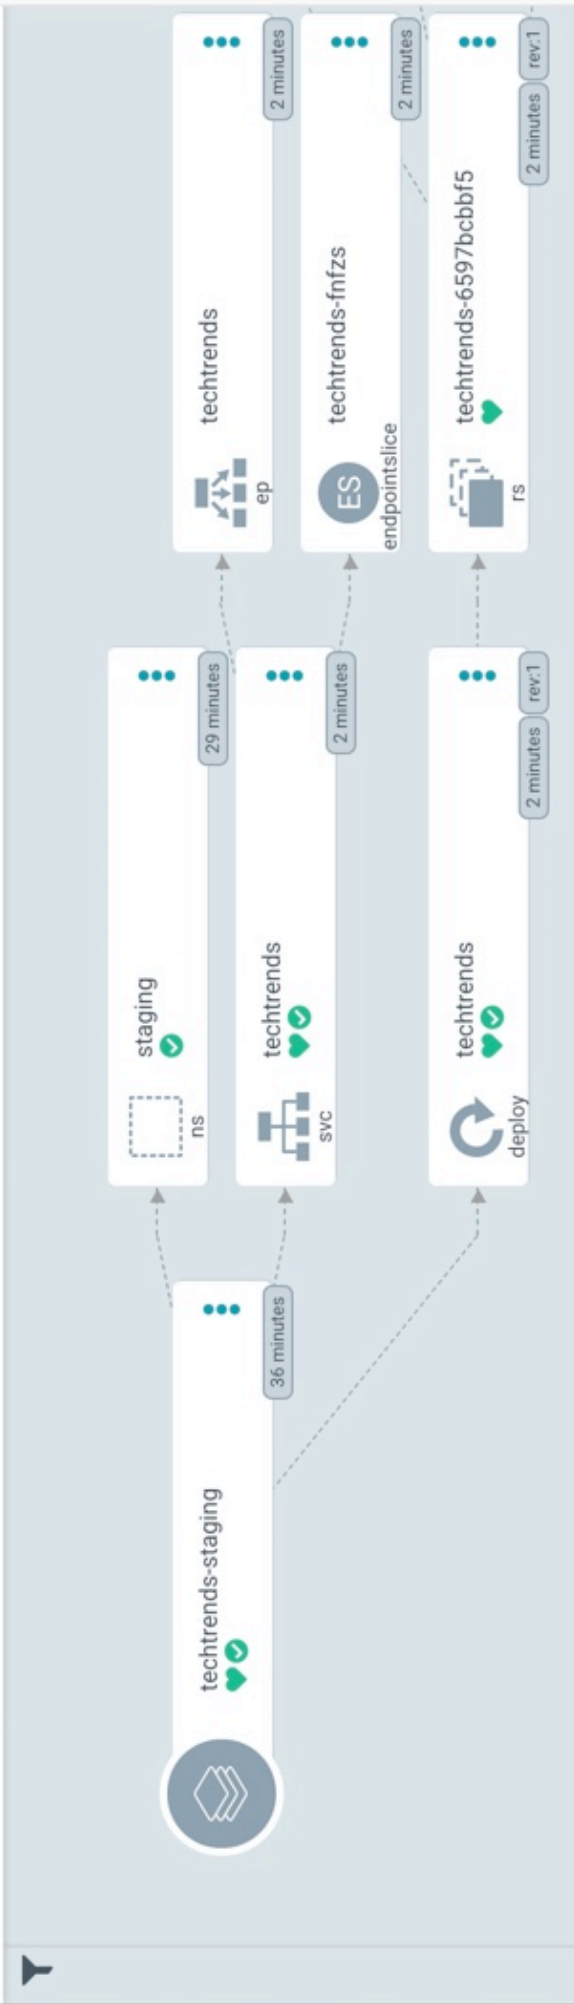 techtrends-staging
36 minutes
staging
ns
29 minutes
techtrends
svc
2 minutes
techtrends
deploy
2 minutes
rev:1
techtrends
ep
2 minutes
ES
techtrends-fnfzs
endpointslice
2 minutes
techtrends-6597bcbbf5
rs
2 minutes
rev:1